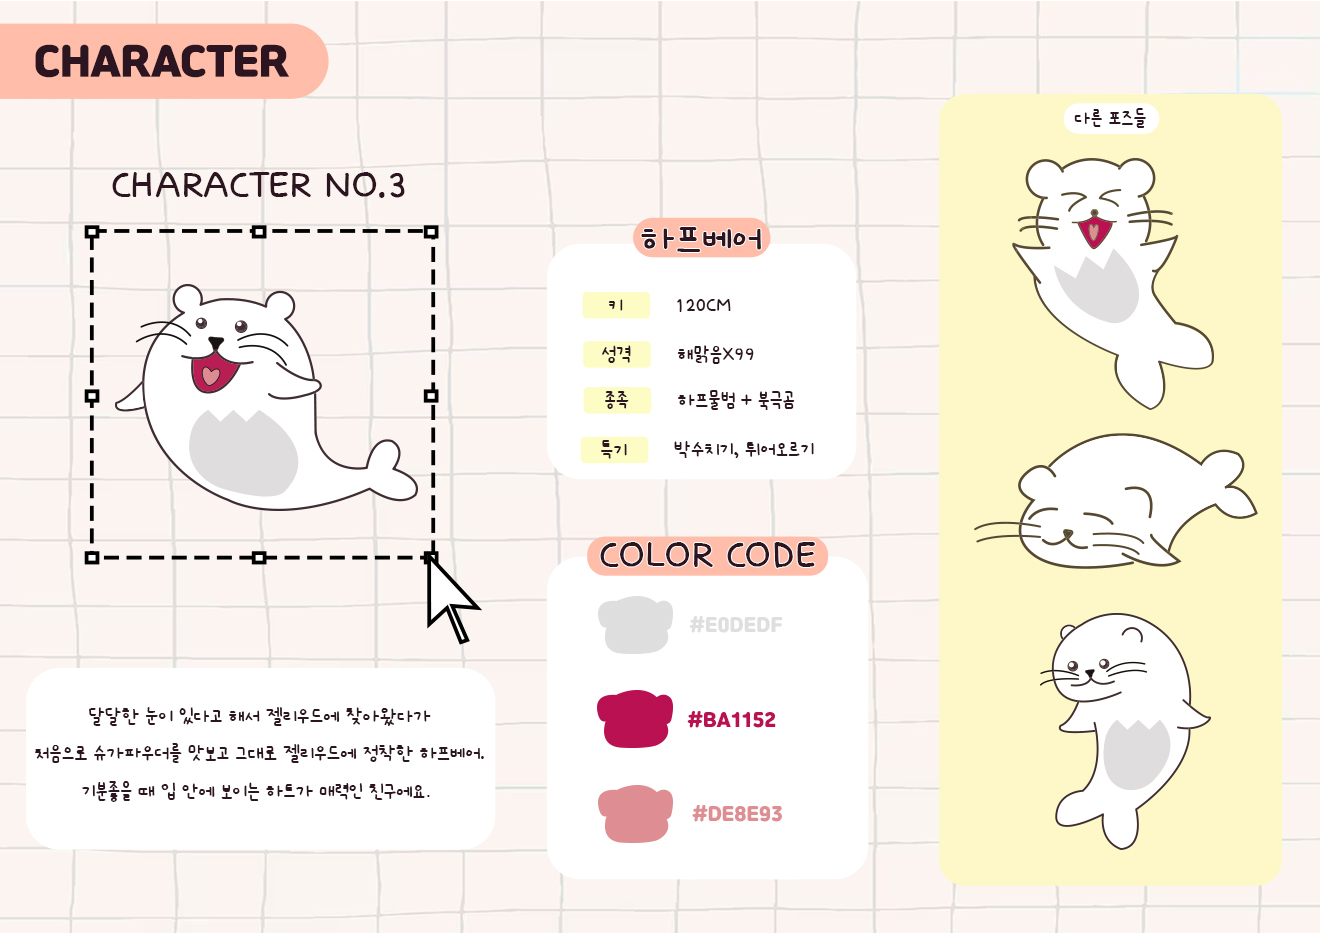 CHARACTER
CHARACTER NO.3
달달한 눈이 있다고 해서 젤리우드에 찾아왔다가
처음으로 슈가파우더를 맛보고 그대로 젤리우드에 정착한 하프베어.
기분좋을 때 입 안에 보이는 하트가 매력인 친구에요.
하프베어
키 120CM
성격 해맑음X99
종족 하프물범 + 북극곰
특기 박수치기, 튀어오르기
COLOR CODE
#E0DEDF
#BA1152
#DE8E93
다른 포즈들